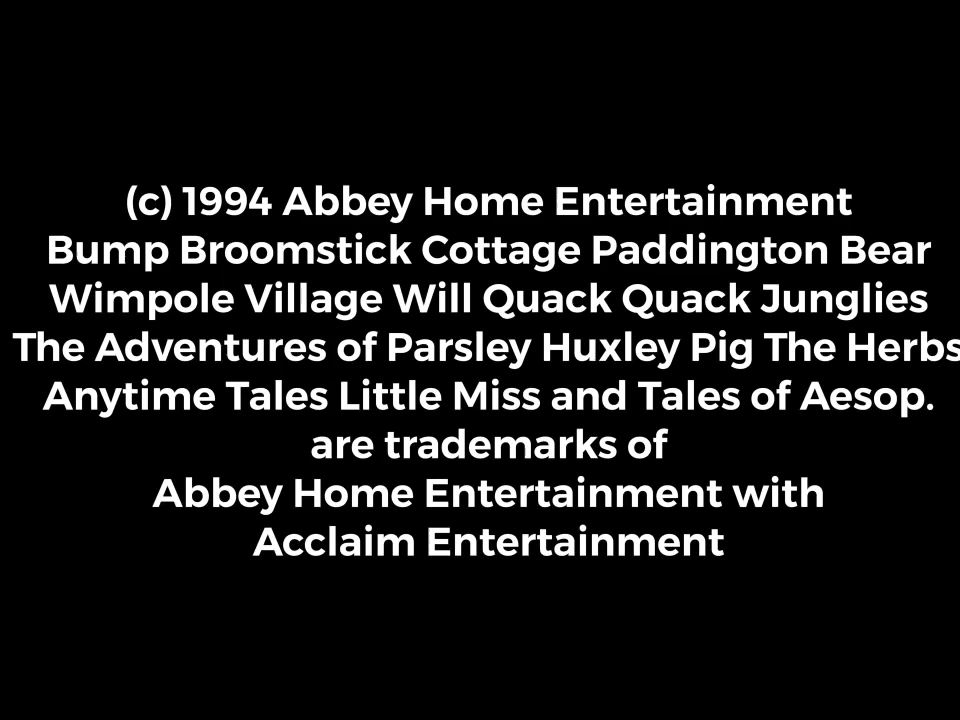 (c) 1994 Abbey Home Entertainment
Bump Broomstick Cottage Paddington Bear
Wimpole Village Will Quack Quack Junglies
The Adventures of Parsley Huxley Pig The Herbs
Anytime Tales Little Miss and Tales of Aesop.
are trademarks of
Abbey Home Entertainment with
Acclaim Entertainment